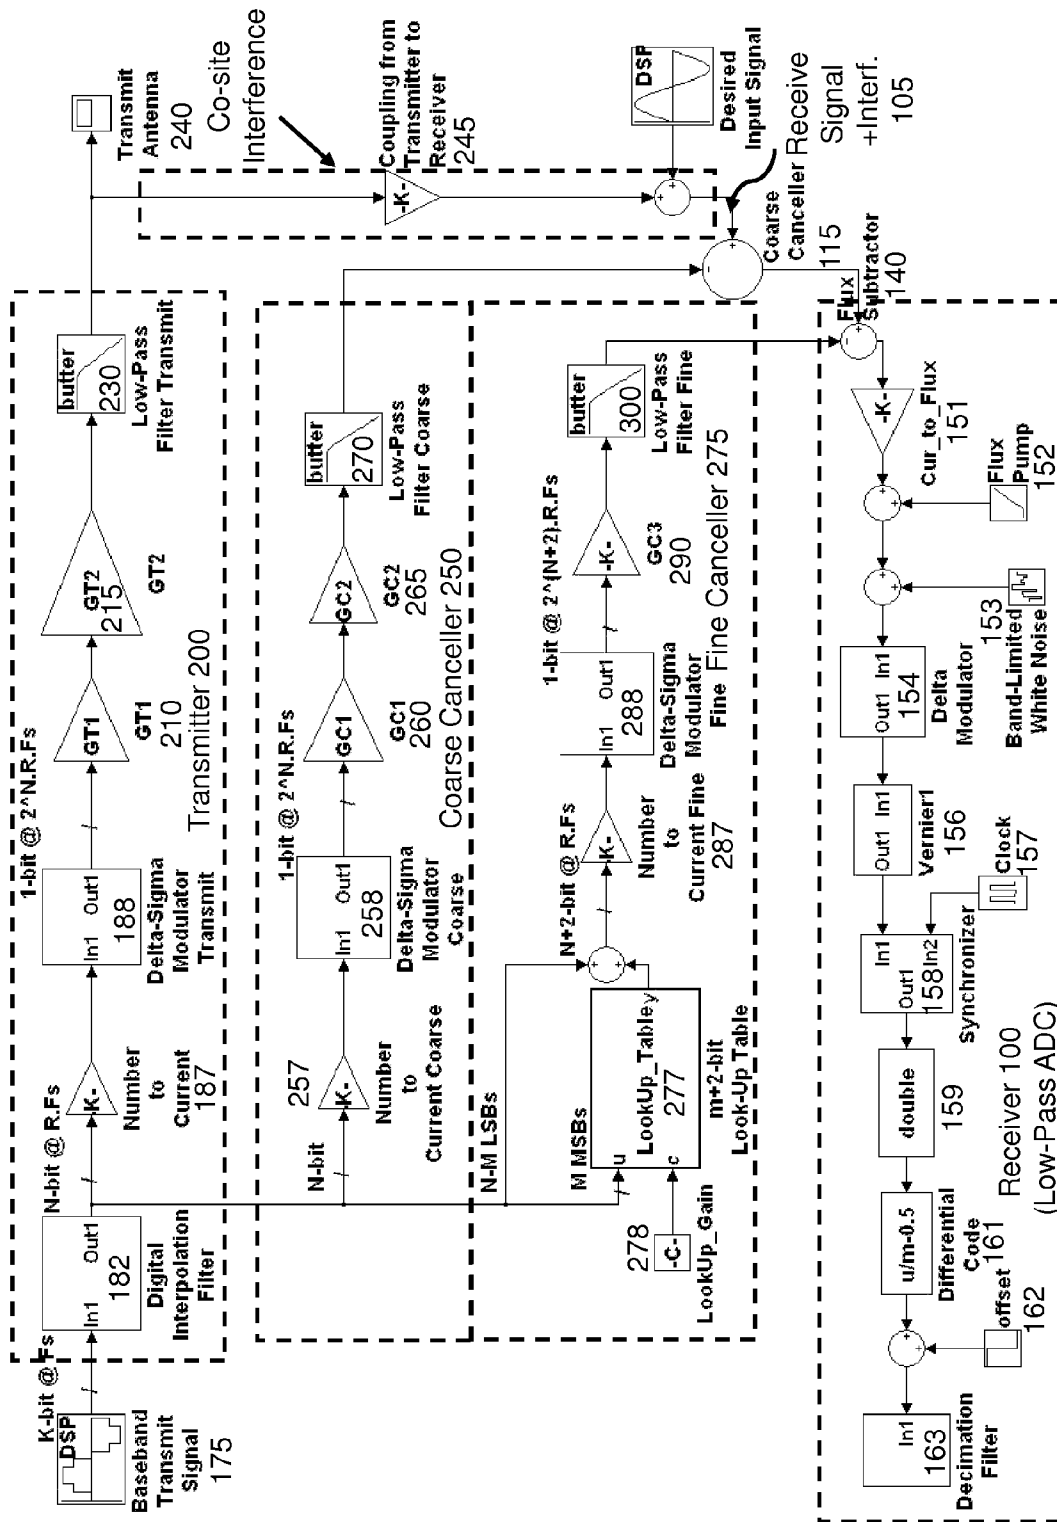 K-bit @ Fs
DSP
Baseband
Transmit
Signal
175
N-bit @ R.Fs
In1 Out1
182
Digital
Interpolation
Filter
-K-
Number
to
Current
187
1-bit @ 2^N.R.Fs
In1 Out1
188
Delta-Sigma
Modulator
Transmit
GT1
GT1
210
GT2
215
GT2
Transmitter 200
butter
230
Low-Pass
Filter Transmit
Transmit
Antenna
240
Co-site
Interference
-K-
Coupling from
Transmitter to
Receiver
245
DSP
Desired
Input Signal
Receive
Signal
+Interf.
105
Coarse
Canceller
115
N-bit
257
-K-
Number
to
Current Coarse
1-bit @ 2^N.R.Fs
In1 Out1
258
Delta-Sigma
Modulator
Coarse
GC1
GC1
260
GC2
GC2
265
Coarse Canceller 250
butter
270
Low-Pass
Filter Coarse
N-M LSBs
M MSBs
u
c
LookUp_Table
y
277
m+2-bit
Look-Up Table
278
-C-
LookUp_Gain
N+2-bit @ R.Fs
-K-
Number
to
Current Fine
287
1-bit @ 2^(N+2).R.Fs
In1 Out1
288
Delta-Sigma
Modulator
Fine
-K-
GC3
290
Fine Canceller 275
butter
300
Low-Pass
Filter Fine
Flux
Subtractor
140
-K-
Cur_to_Flux
151
Flux
Pump
152
153
Band-Limited
White Noise
Out1 In1
154
Delta
Modulator
Out1 In1
Vernier1
156
Clock
157
In1
Out1
In2
158
Synchronizer
double
159
u/m-0.5
Differential
Code
161
offset
162
In1
163
Decimation
Filter
Receiver 100
(Low-Pass ADC)